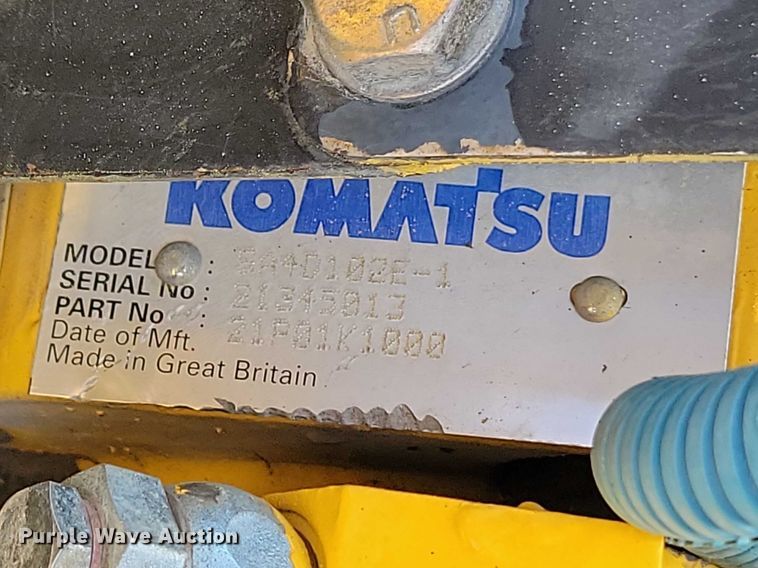 KOMATSU
MODEL : SA4D102E-1
SERIAL No : 21345013
PART No : 21P01K1000
Date of Mft.
Made in Great Britain
Purple Wave Auction